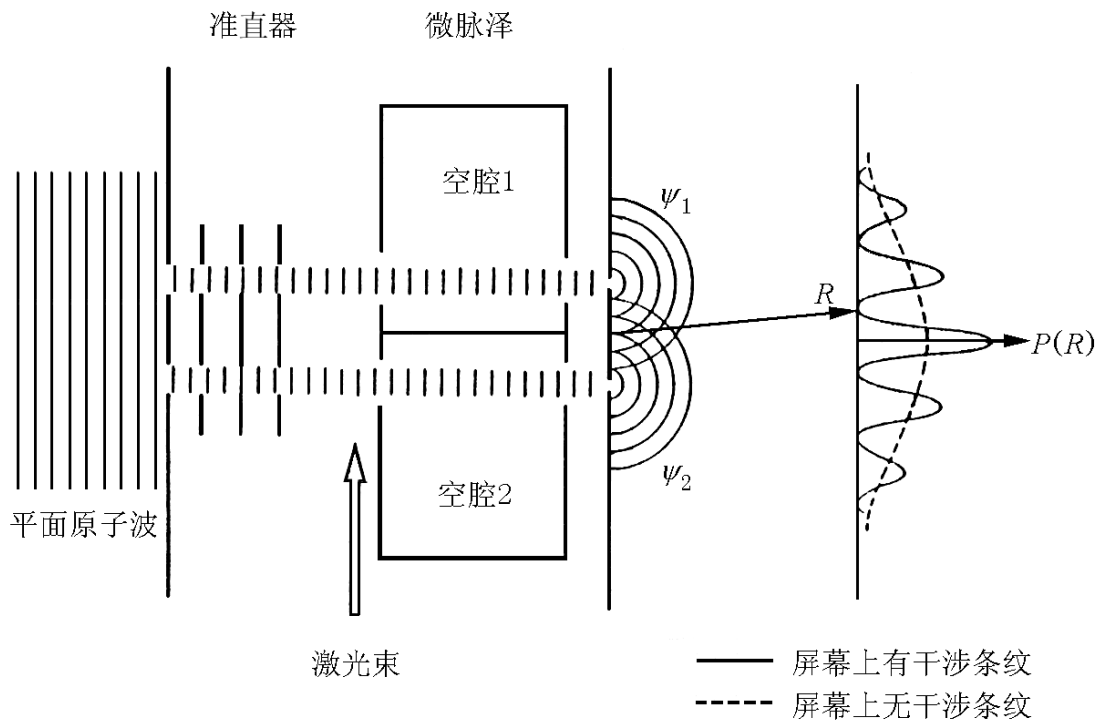 准直器
微脉泽
空腔1
ψ₁
R
P(R)
空腔2
ψ₂
平面原子波
激光束
屏幕上有干涉条纹
屏幕上无干涉条纹